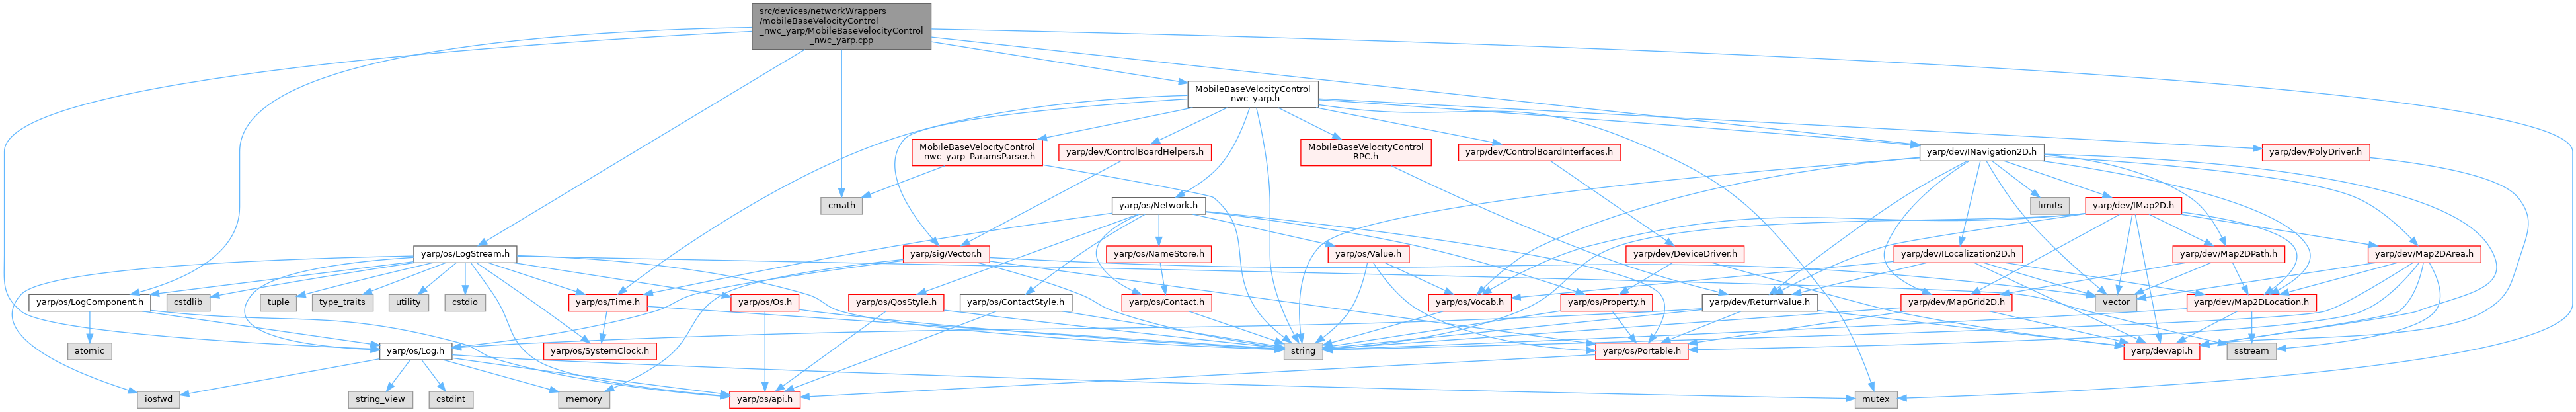 src/devices/networkWrappers
/mobileBaseVelocityControl
_nwc_yarp/MobileBaseVelocityControl
_nwc_yarp.cpp
MobileBaseVelocityControl
_nwc_yarp.h
MobileBaseVelocityControl
_nwc_yarp_ParamsParser.h
yarp/dev/ControlBoardHelpers.h
MobileBaseVelocityControl
RPC.h
yarp/dev/ControlBoardInterfaces.h
yarp/dev/INavigation2D.h
yarp/dev/PolyDriver.h
cmath
yarp/os/Network.h
limits
yarp/dev/IMap2D.h
yarp/os/LogStream.h
yarp/sig/Vector.h
yarp/os/NameStore.h
yarp/os/Value.h
yarp/dev/DeviceDriver.h
yarp/dev/ILocalization2D.h
yarp/dev/Map2DPath.h
yarp/dev/Map2DArea.h
yarp/os/LogComponent.h
cstdlib
tuple
type_traits
utility
cstdio
yarp/os/Time.h
yarp/os/Os.h
yarp/os/QosStyle.h
yarp/os/ContactStyle.h
yarp/os/Contact.h
yarp/os/Vocab.h
yarp/os/Property.h
yarp/dev/ReturnValue.h
yarp/dev/MapGrid2D.h
vector
yarp/dev/Map2DLocation.h
atomic
yarp/os/Log.h
yarp/os/SystemClock.h
string
yarp/os/Portable.h
yarp/dev/api.h
sstream
iosfwd
string_view
cstdint
memory
yarp/os/api.h
mutex